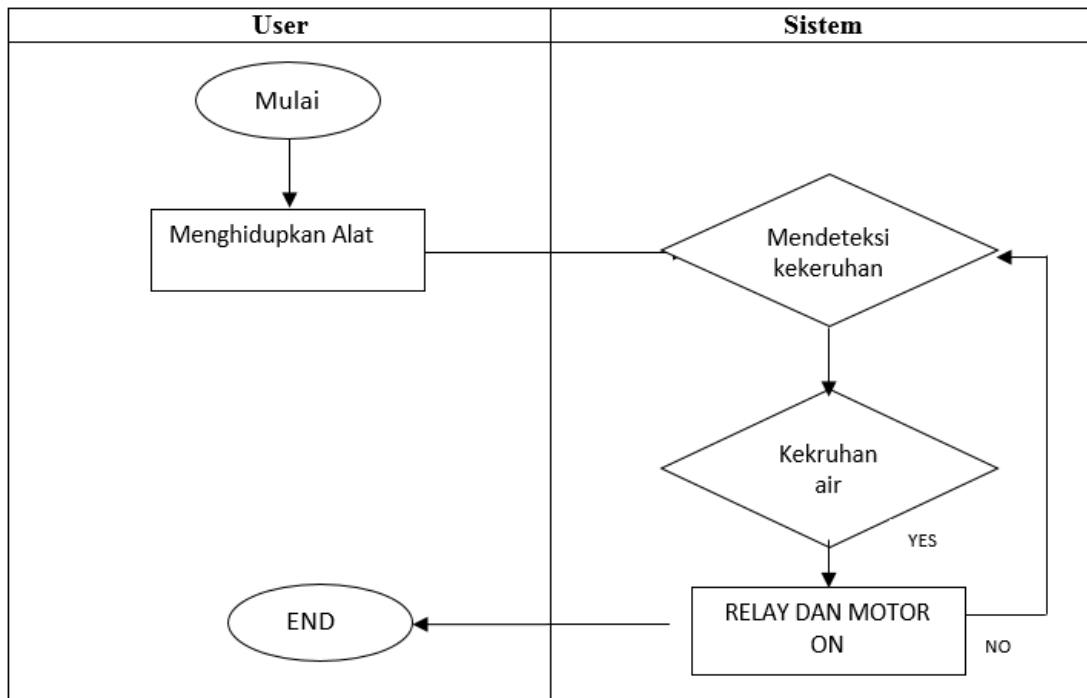 User
Sistem
Mulai
Menghidupkan Alat
Mendeteksi
kekeruhan
Kekruhan
air
YES
RELAY DAN MOTOR
ON
NO
END